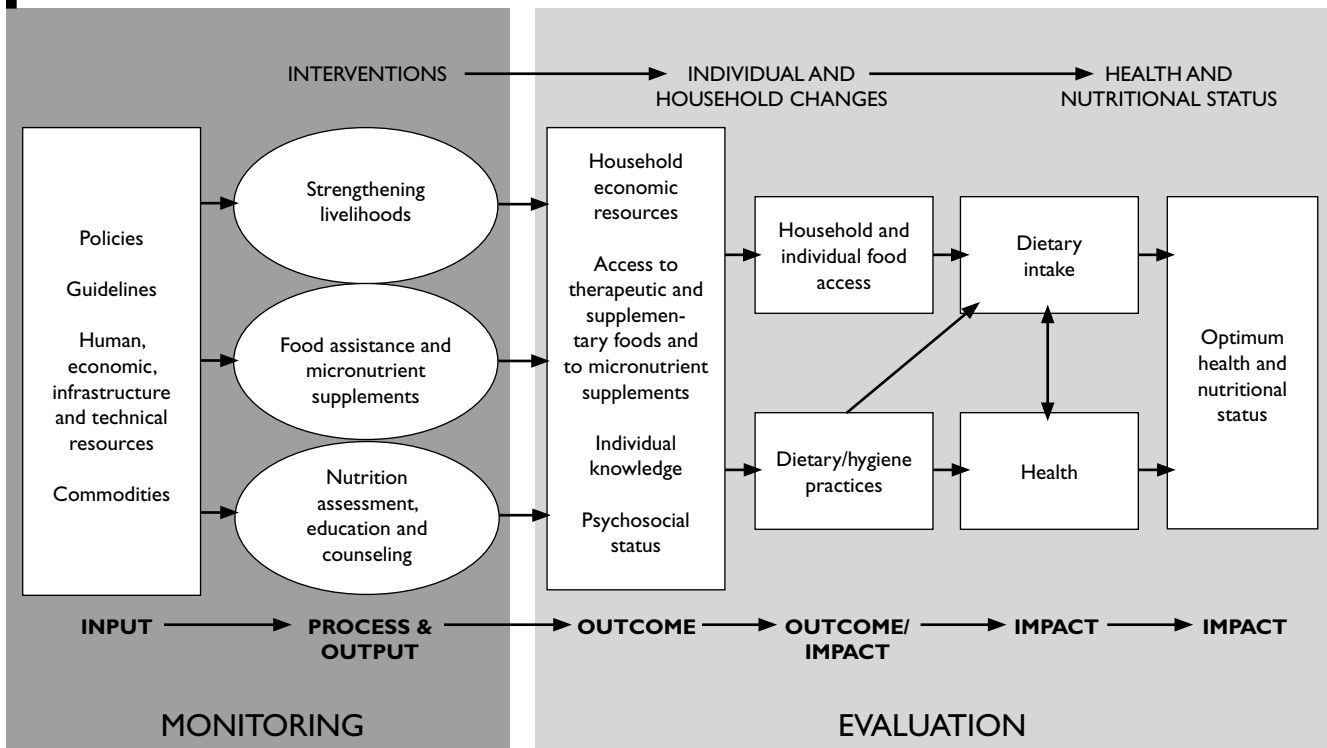 INTERVENTIONS
INDIVIDUAL AND
HOUSEHOLD CHANGES
HEALTH AND
NUTRITIONAL STATUS
Policies
Guidelines
Human,
economic,
infrastructure
and technical
resources
Commodities
Strengthening
livelihoods
Food assistance and
micronutrient
supplements
Nutrition
assessment,
education and
counseling
Household
economic
resources
Access to
therapeutic and
supplemen-
tary foods and
to micronutrient
supplements
Individual
knowledge
Psychosocial
status
Household and
individual food
access
Dietary/hygiene
practices
Dietary
intake
Health
Optimum
health and
nutritional
status
INPUT
PROCESS &
OUTPUT
OUTCOME
OUTCOME/
IMPACT
IMPACT
IMPACT
MONITORING
EVALUATION